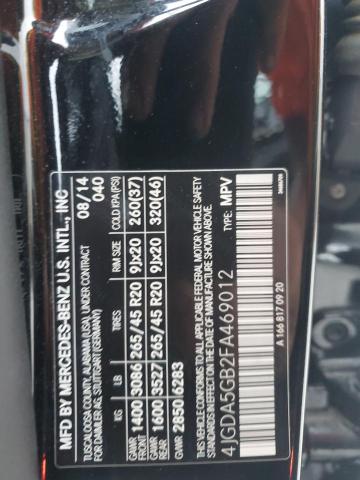 MFD BY MERCEDES-BENZ U.S. INTL., INC
TUSCALOOSA COUNTY, ALABAMA (USA), UNDER CONTRACT 08/14
FOR DAIMLER AG, STUTTGART (GERMANY) 040
KG LB TIRES RIM SIZE COLD KPA (PSI)
GAWR FRONT 1400 3086 265/45 R20 9Jx20 260(37)
GAWR REAR 1600 3527 265/45 R20 9Jx20 320(46)
GVWR 2850 6283
THIS VEHICLE CONFORMS TO ALL APPLICABLE FEDERAL MOTOR VEHICLE SAFETY
STANDARDS IN EFFECT ON THE DATE OF MANUFACTURE SHOWN ABOVE
4JGDA5GB2FA469012 TYPE: MPV
A 166 817 09 20